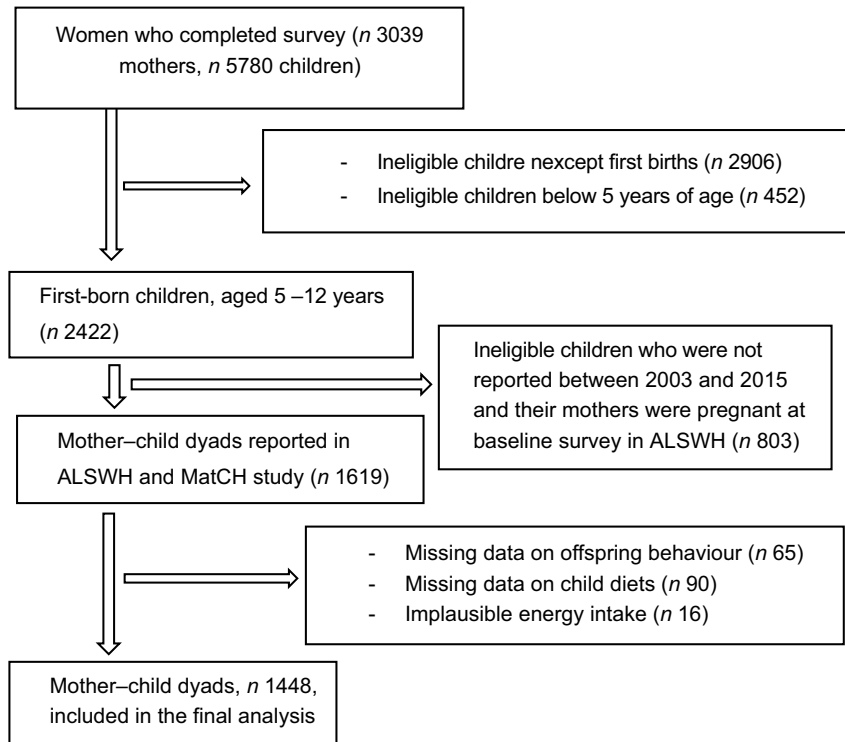 Women who completed survey (n 3039
mothers, n 5780 children)
- Ineligible childre nexcept first births (n 2906)
- Ineligible children below 5 years of age (n 452)
First-born children, aged 5 –12 years
(n 2422)
Ineligible children who were not
reported between 2003 and 2015
and their mothers were pregnant at
baseline survey in ALSWH (n 803)
Mother–child dyads reported in
ALSWH and MatCH study (n 1619)
- Missing data on offspring behaviour (n 65)
- Missing data on child diets (n 90)
- Implausible energy intake (n 16)
Mother–child dyads, n 1448,
included in the final analysis